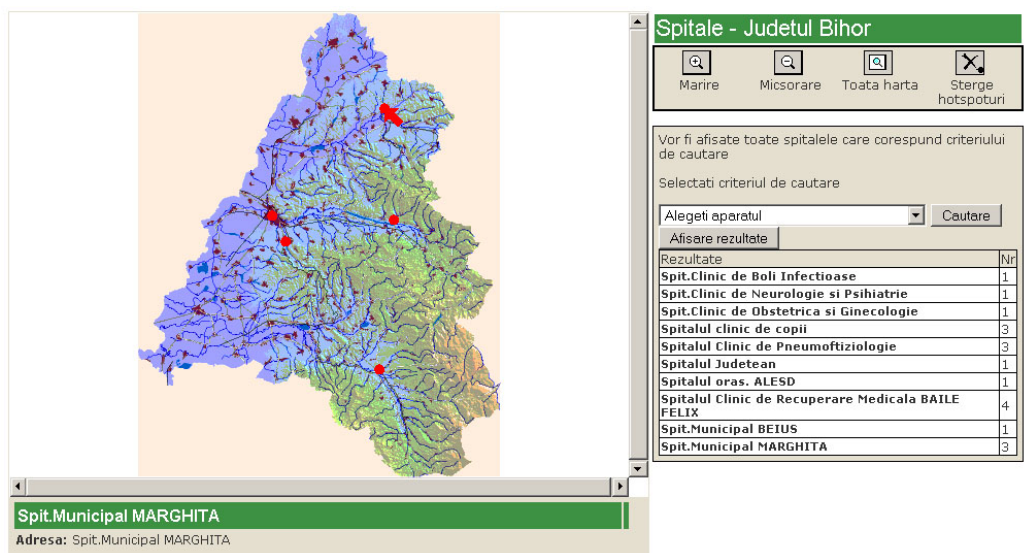 Spitale - Judetul Bihor
Marire
Micsorare
Toata harta
Sterge
hotspoturi
Vor fi afisate toate spitalele care corespund criteriului
de cautare
Selectati criteriul de cautare
Alegeti aparatul
Cautare
Afisare rezultate
Rezultate Nr
Spit.Clinic de Boli Infectioase 1
Spit.Clinic de Neurologie si Psihiatrie 1
Spit.Clinic de Obstetrica si Ginecologie 1
Spitalul clinic de copii 3
Spitalul Clinic de Pneumoftiziologie 3
Spitalul Judetean 1
Spitalul oras. ALESD 1
Spitalul Clinic de Recuperare Medicala BAILE
FELIX 4
Spit.Municipal BEIUS 1
Spit.Municipal MARGHITA 3
Spit.Municipal MARGHITA
Adresa: Spit.Municipal MARGHITA